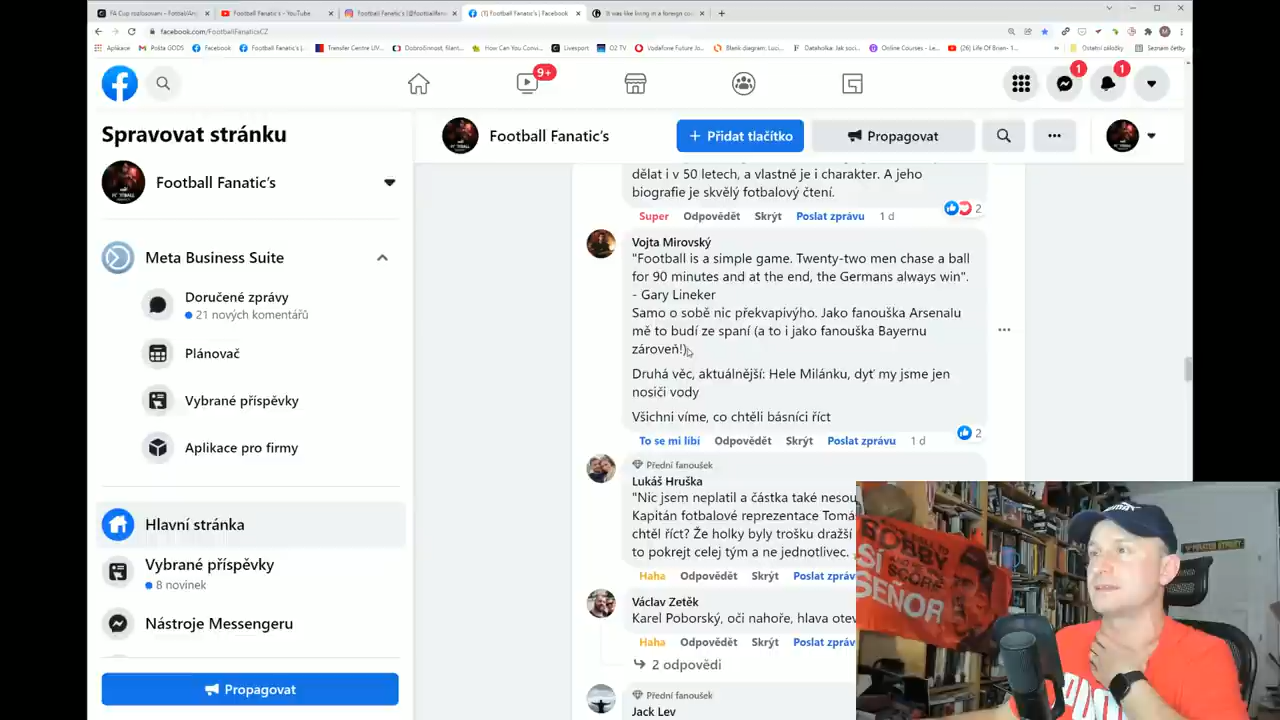 FA Cup rozlosování - Fotbal/Ang
Football Fanatic's - YouTube
Football Fanatic's (@footballfan
(1) Football Fanatic's | Facebook
It was like living in a foreign co
facebook.com/FootballFanaticsCZ
Aplikace
Pošta GODS
Facebook
Football Fanatic's |
Transfer Centre LIV...
Dobročinnost, filant...
How Can You Convi...
Livesport
O2 TV
Vodafone Future Jo...
Blank diagram: Luci...
Dataholka: Jak soci...
Online Courses - Le...
(26) Life Of Brien- 1...
Ostatní záložky
Seznam četby
9+
1
1
Spravovat stránku
Football Fanatic's
+ Přidat tlačítko
Propagovat
Football Fanatic's
Meta Business Suite
Doručené zprávy
21 nových komentářů
Plánovač
Vybrané příspěvky
Aplikace pro firmy
Hlavní stránka
Vybrané příspěvky
8 novinek
Nástroje Messengeru
Propagovat
dělat i v 50 letech, a vlastně je i charakter. A jeho
biografie je skvělý fotbalový čtení.
Super Odpovědět Skrýt Poslat zprávu 1 d 2
Vojta Mirovský
"Football is a simple game. Twenty-two men chase a ball
for 90 minutes and at the end, the Germans always win".
- Gary Lineker
Samo o sobě nic překvapivýho. Jako fanouška Arsenalu
mě to budí ze spaní (a to i jako fanouška Bayernu
zároveň!)
Druhá věc, aktuálnější: Hele Milánku, dyť my jsme jen
nosiči vody
Všichni víme, co chtěli básníci říct
To se mi líbí Odpovědět Skrýt Poslat zprávu 1 d 2
Přední fanoušek
Lukáš Hruška
"Nic jsem neplatil a částka také nesou
Kapitán fotbalové reprezentace Tomá
chtěl říct? Že holky byly trošku dražší
to pokrejt celej tým a ne jednotlivec.
Haha Odpovědět Skrýt Poslat zpráv
Václav Zetěk
Karel Poborský, oči nahoře, hlava otev
Haha Odpovědět Skrýt Poslat zpráv
2 odpovědi
Přední fanoušek
Jack Lev
BOBBY
SÍ
SENOR